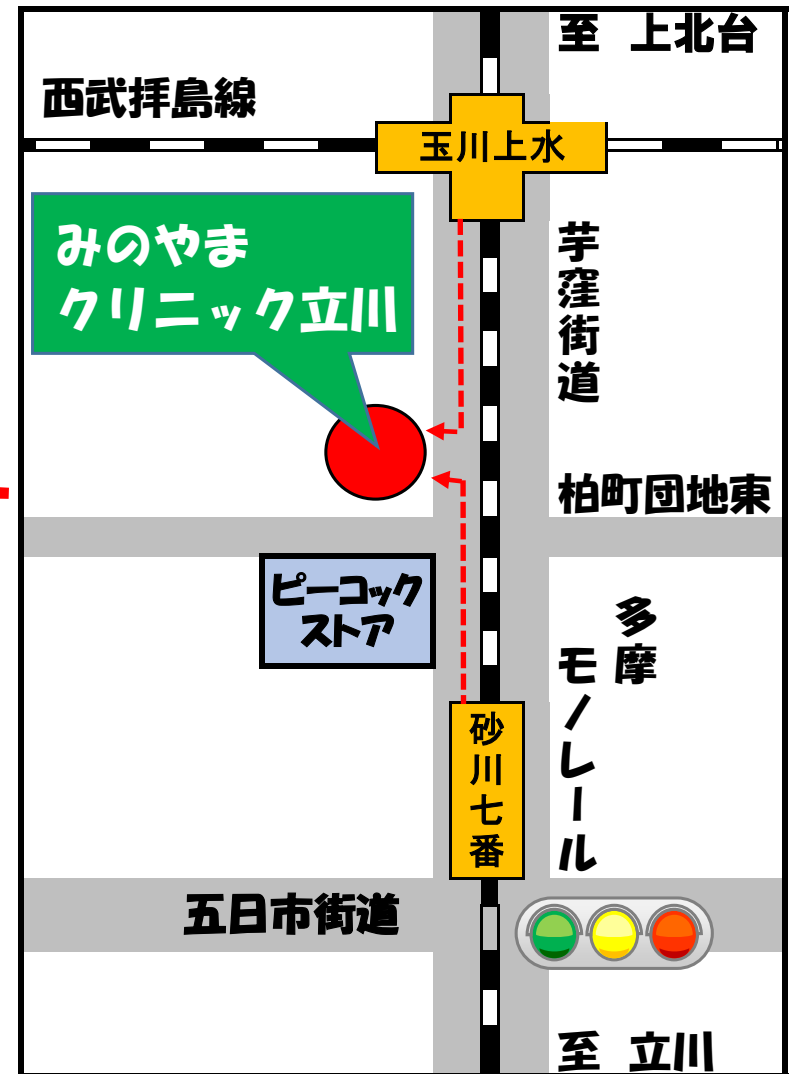 至 上北台
西武拝島線
玉川上水
みのやま
クリニック立川
芋窪街道
柏町団地東
ピーコック
ストア
多摩
モノレール
砂川七番
五日市街道
至 立川